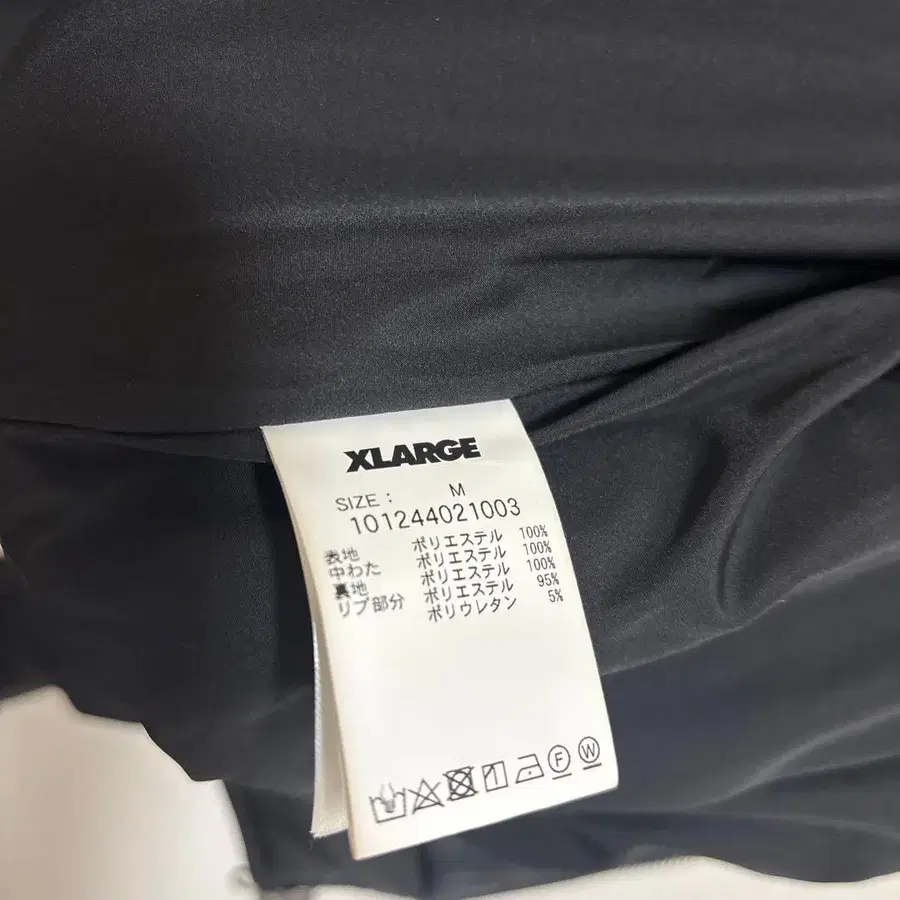 XLARGE
SIZE : M
101244021003
表地 ポリエステル 100%
中わた ポリエステル 100%
裏地 ポリエステル 100%
リブ部分 ポリエステル 95%
ポリウレタン 5%
F W